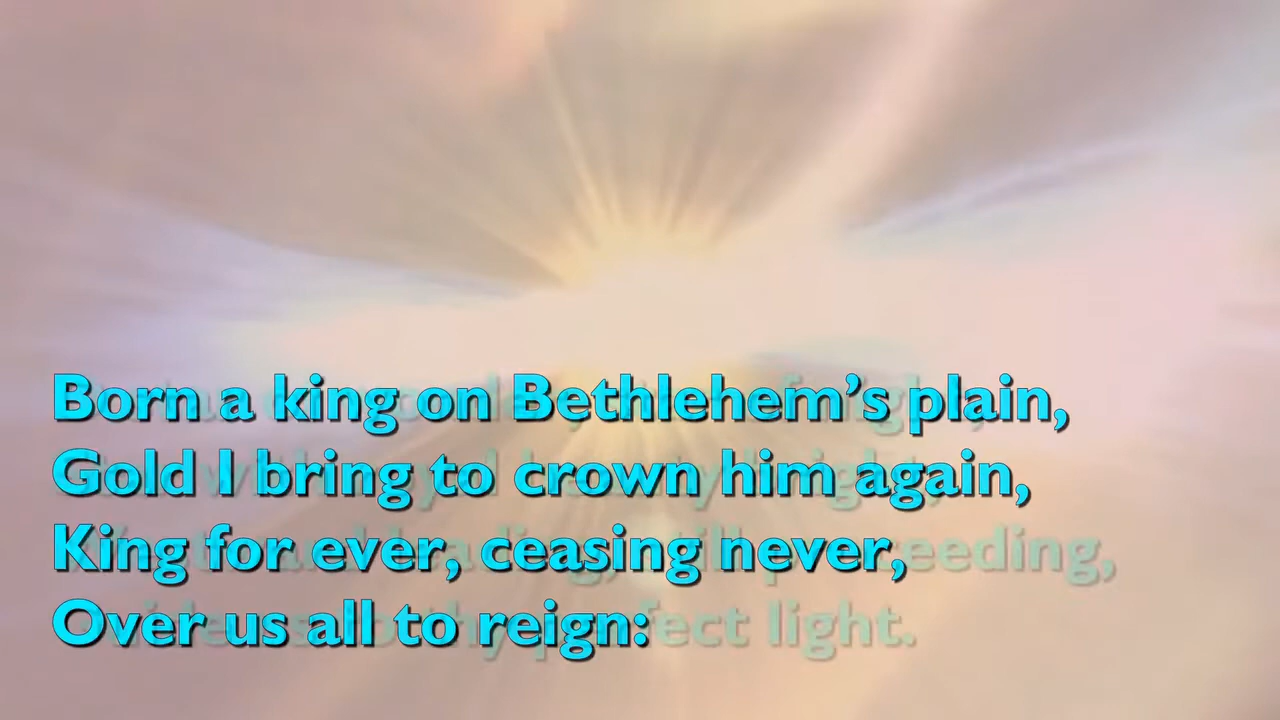 Born a king on Bethlehem’s plain,
Gold I bring to crown him again,
King for ever, ceasing never,
Over us all to reign:
light.